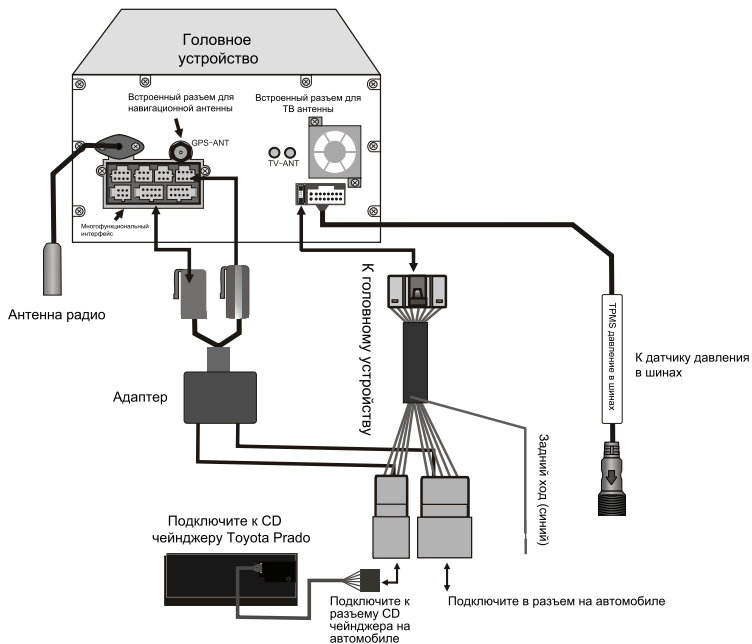 Головное
устройство
Встроенный разъем для
навигационной антенны
Встроенный разъем для
ТВ антенны
GPS-ANT
TV-ANT
Многофункциональный
интерфейс
Антенна радио
К головному устройству
TPMS давление в шинах
К датчику давления
в шинах
Адаптер
Задний ход (синий)
Подключите к CD
чейнджеру Toyota Prado
Подключите к
разъему CD
чейнджера на
автомобиле
Подключите в разъем на автомобиле